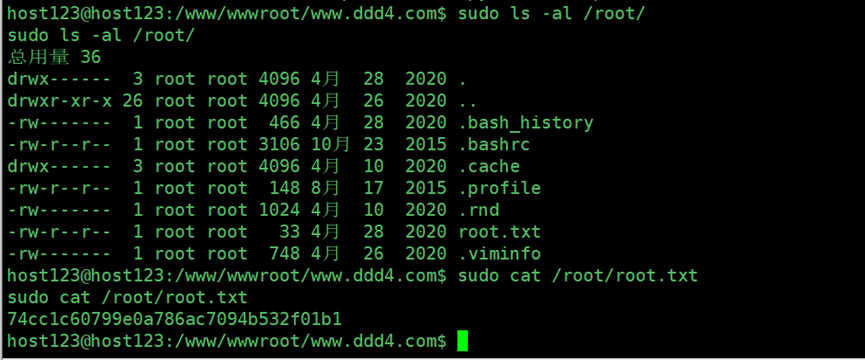 host123@host123:/www/wwwroot/www.ddd4.com$ sudo ls -al /root/
sudo ls -al /root/
总用量 36
drwx------  3 root root 4096 4月  28  2020 .
drwxr-xr-x 26 root root 4096 4月  26  2020 ..
-rw-------  1 root root  466 4月  28  2020 .bash_history
-rw-r--r--  1 root root 3106 10月 23  2015 .bashrc
drwx------  3 root root 4096 4月  10  2020 .cache
-rw-r--r--  1 root root  148 8月  17  2015 .profile
-rw-------  1 root root 1024 4月  10  2020 .rnd
-rw-r--r--  1 root root   33 4月  28  2020 root.txt
-rw-------  1 root root  748 4月  26  2020 .viminfo
host123@host123:/www/wwwroot/www.ddd4.com$ sudo cat /root/root.txt
sudo cat /root/root.txt
74cc1c60799e0a786ac7094b532f01b1
host123@host123:/www/wwwroot/www.ddd4.com$